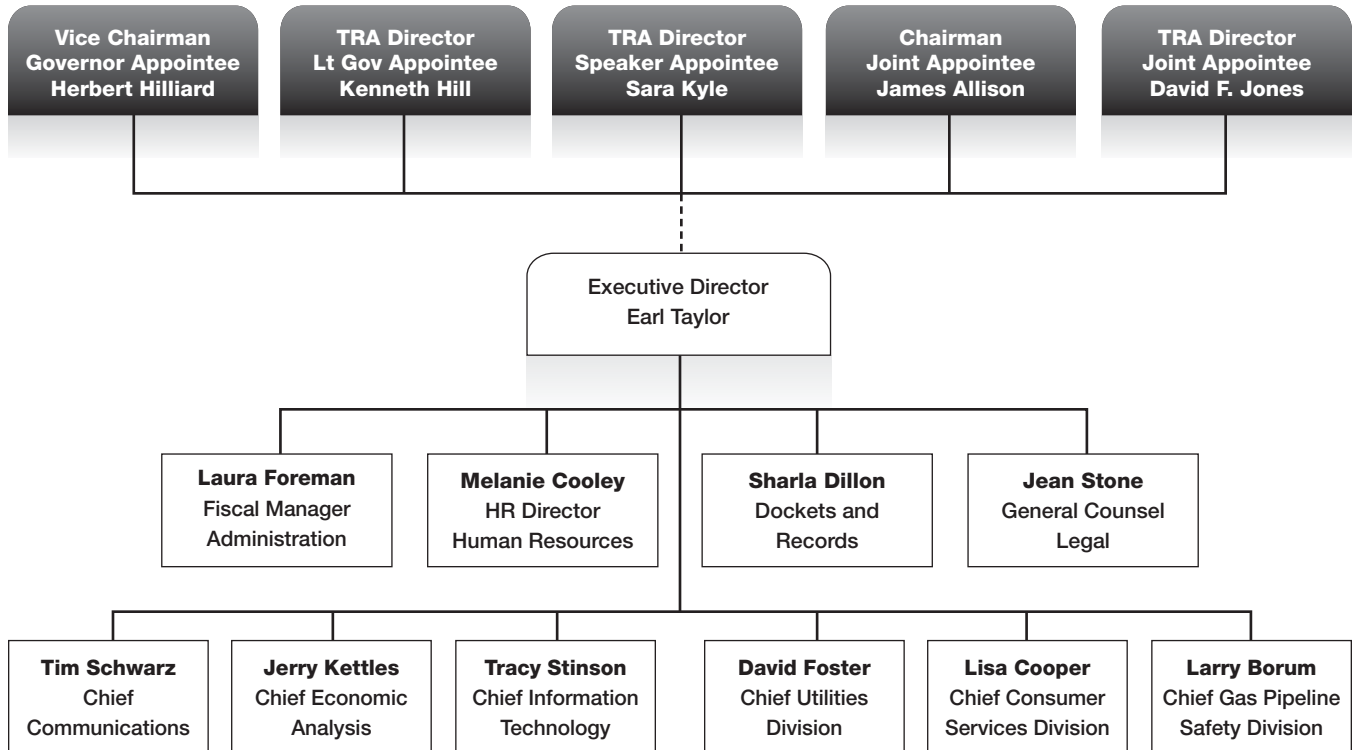 Vice Chairman
Governor Appointee
Herbert Hilliard
TRA Director
Lt Gov Appointee
Kenneth Hill
TRA Director
Speaker Appointee
Sara Kyle
Chairman
Joint Appointee
James Allison
TRA Director
Joint Appointee
David F. Jones
Executive Director
Earl Taylor
Laura Foreman
Fiscal Manager
Administration
Melanie Cooley
HR Director
Human Resources
Sharla Dillon
Dockets and
Records
Jean Stone
General Counsel
Legal
Tim Schwarz
Chief
Communications
Jerry Kettles
Chief Economic
Analysis
Tracy Stinson
Chief Information
Technology
David Foster
Chief Utilities
Division
Lisa Cooper
Chief Consumer
Services Division
Larry Borum
Chief Gas Pipeline
Safety Division